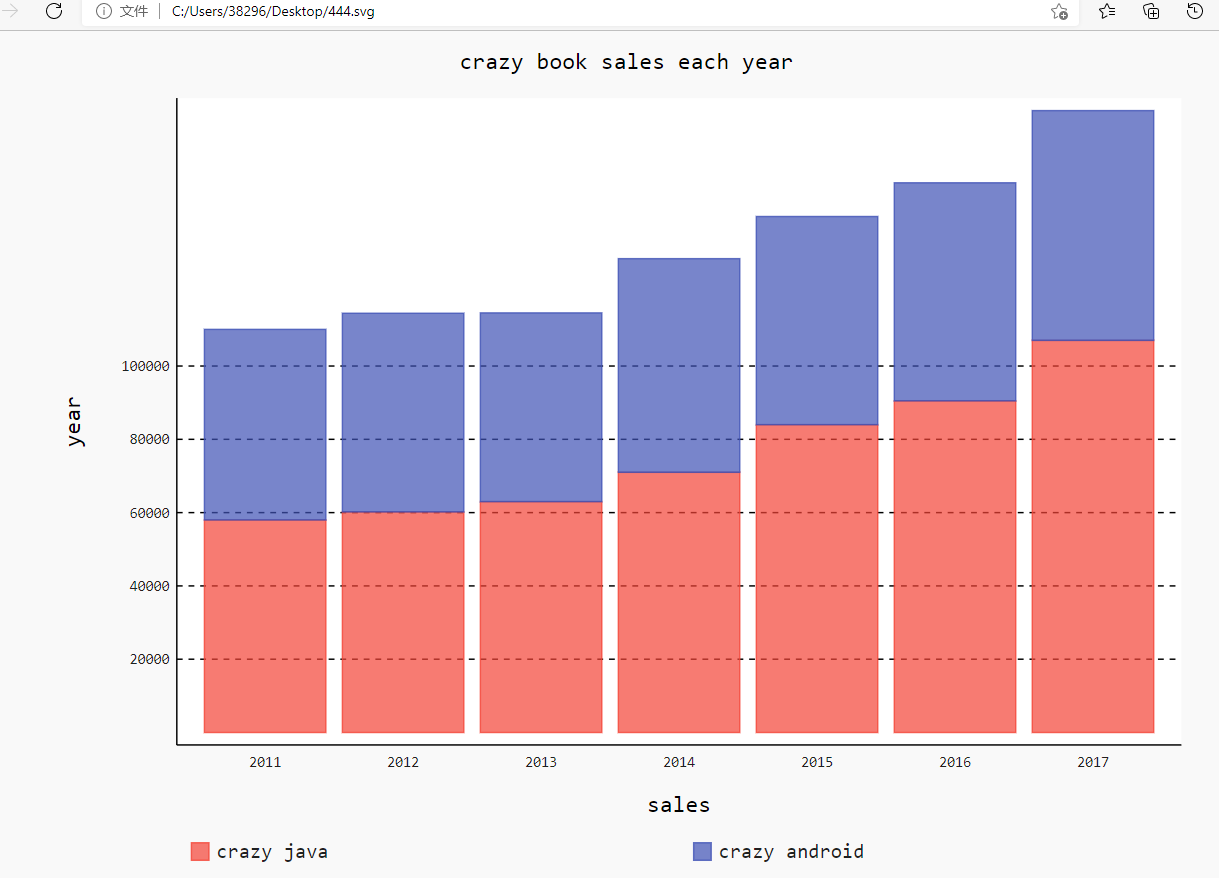 文件 C:/Users/38296/Desktop/444.svg
crazy book sales each year
100000
80000
60000
40000
20000
year
2011 2012 2013 2014 2015 2016 2017
sales
crazy java crazy android